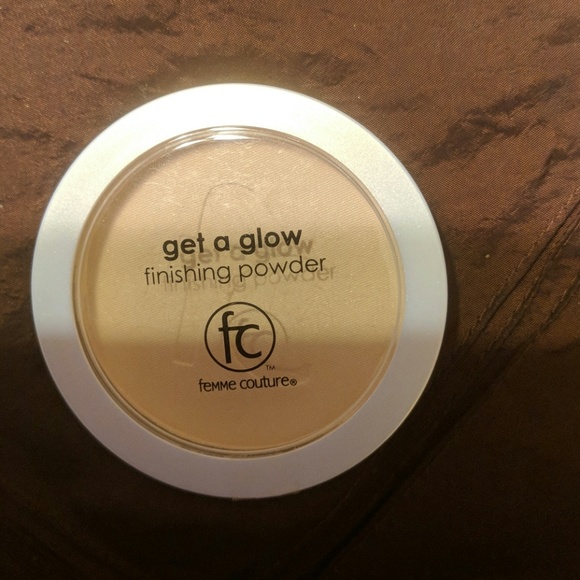 get a glow
finishing powder
fc
TM
femme couture®